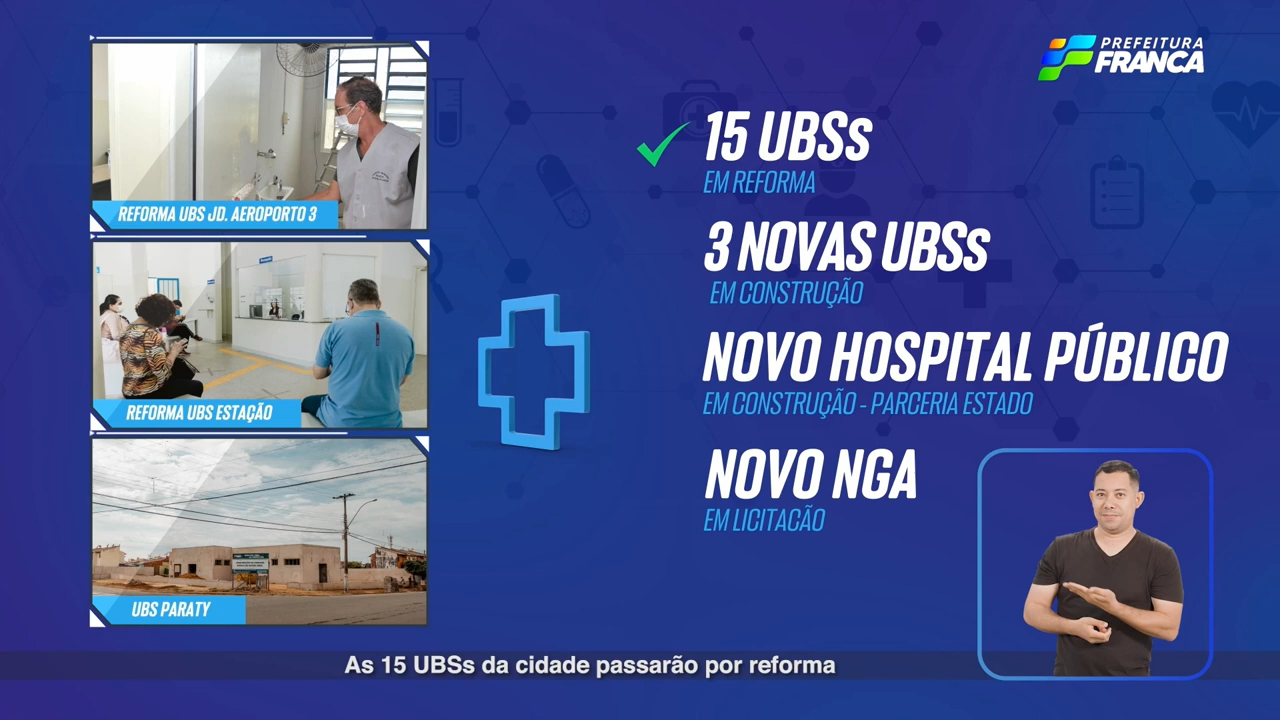 PREFEITURA
FRANCA
REFORMA UBS JD. AEROPORTO 3
REFORMA UBS ESTAÇÃO
UBS PARATY
15 UBSs
EM REFORMA
3 NOVAS UBSs
EM CONSTRUÇÃO
NOVO HOSPITAL PÚBLICO
EM CONSTRUÇÃO - PARCERIA ESTADO
NOVO NGA
EM LICITAÇÃO
As 15 UBSs da cidade passarão por reforma